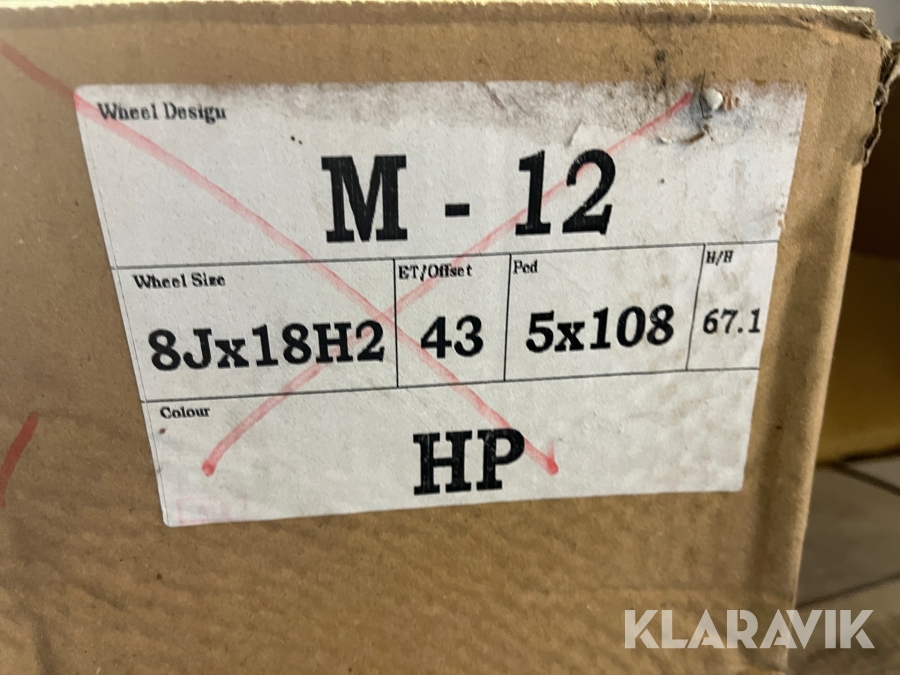 Wheel Design
M - 12
Wheel Size
8Jx18H2
ET/Offset
43
Pcd
5x108
H/H
67.1
Colour
HP
KLARAVIK